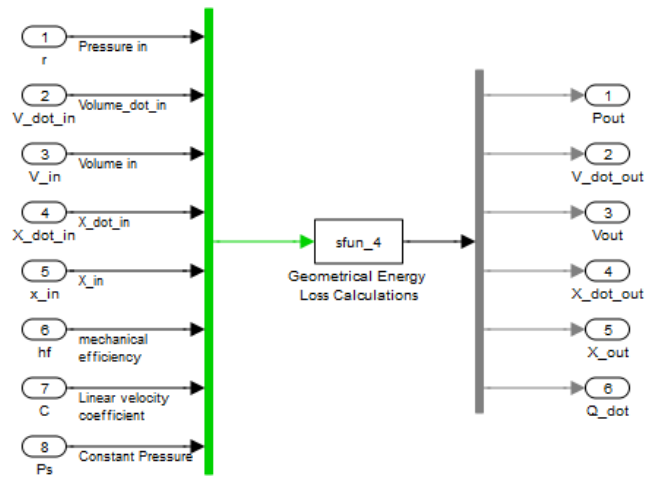 1
Pressure in
r
2
Volume_dot_in
V_dot_in
3
Volume in
V_in
4
X_dot_in
X_dot_in
5
X_in
x_in
6
mechanical
efficiency
hf
7
Linear velocity
coefficient
C
8
Constant Pressure
Ps
sfun_4
Geometrical Energy
Loss Calculations
1
Pout
2
V_dot_out
3
Vout
4
X_dot_out
5
X_out
6
Q_dot